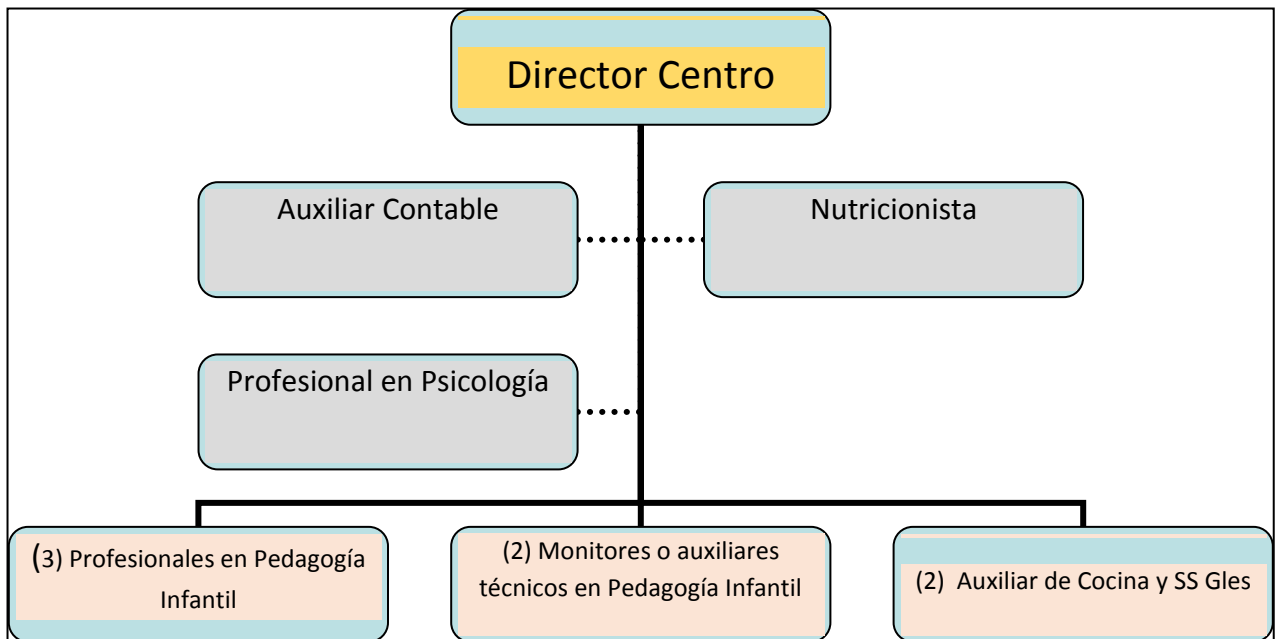 Director Centro
Auxiliar Contable
Nutricionista
Profesional en Psicología
(3) Profesionales en Pedagogía
Infantil
(2) Monitores o auxiliares
técnicos en Pedagogía Infantil
(2) Auxiliar de Cocina y SS Gles